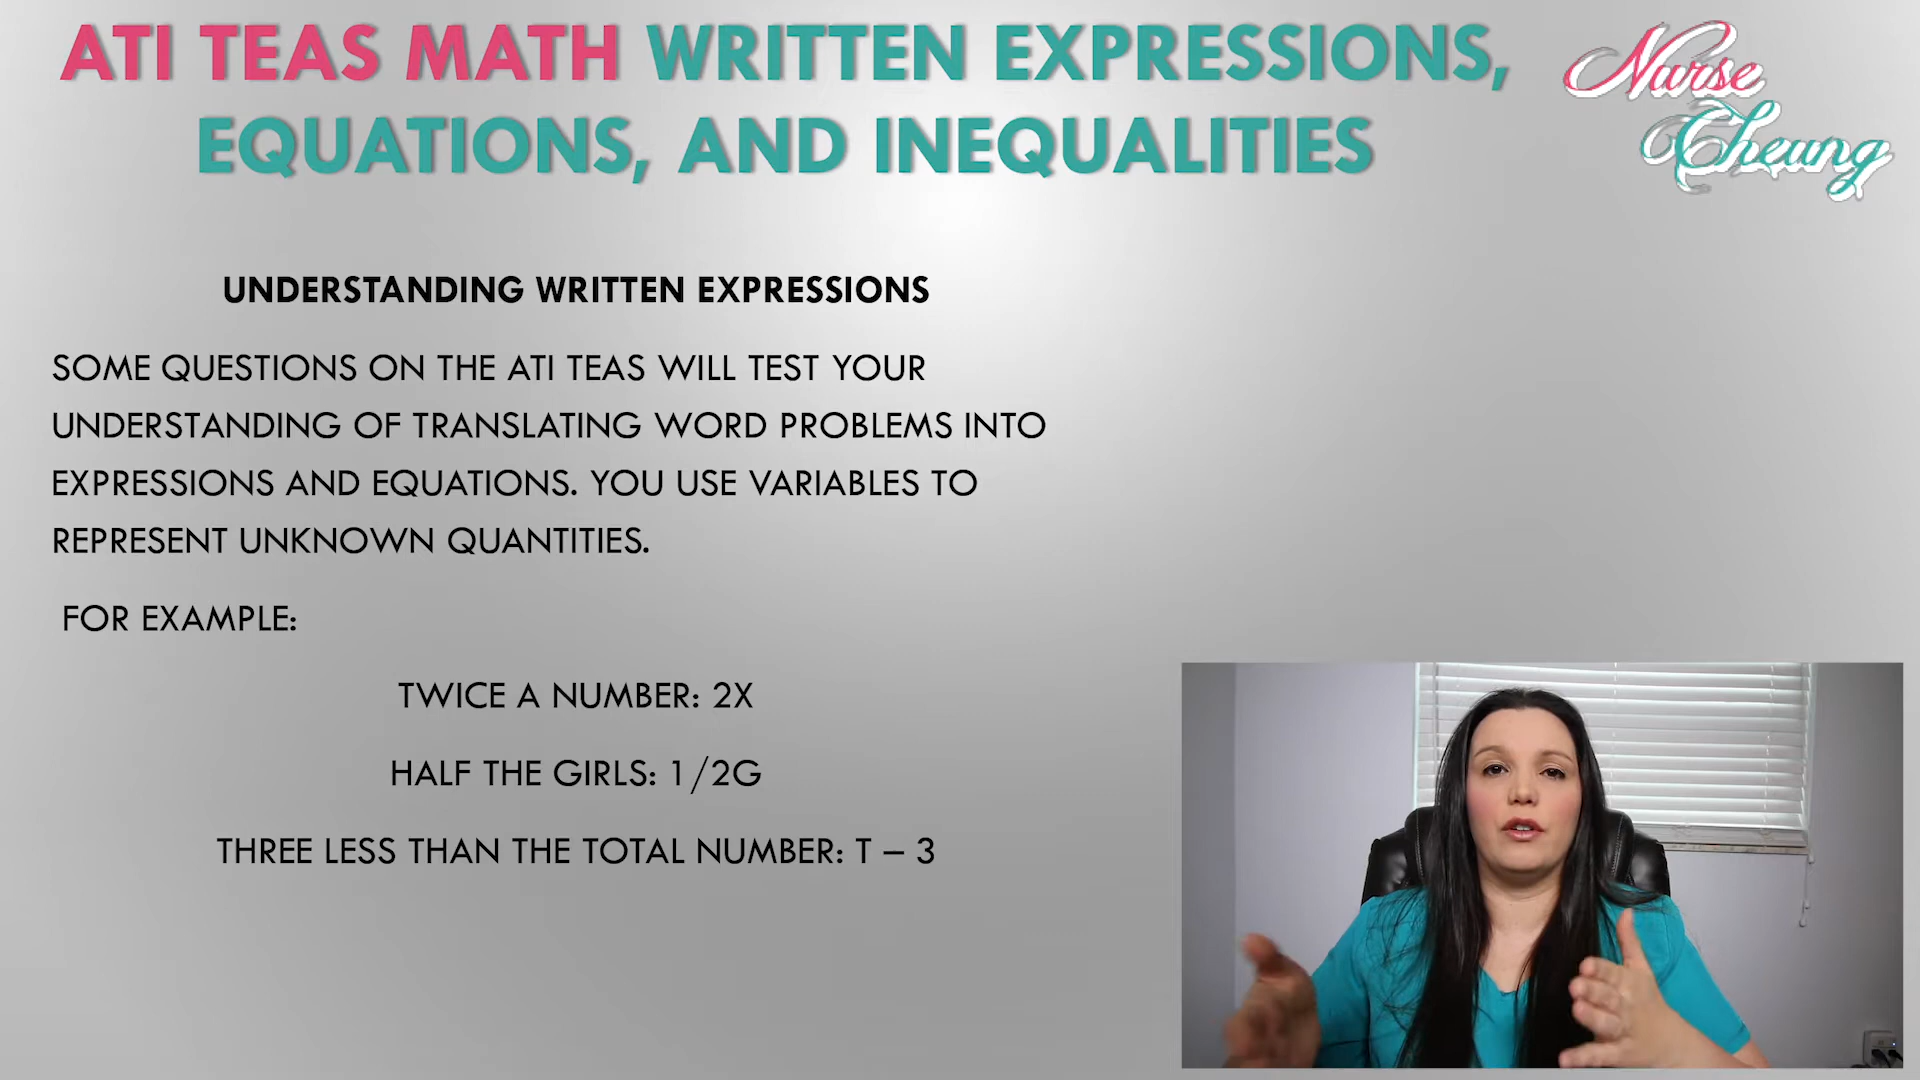 ATI TEAS MATH WRITTEN EXPRESSIONS,
EQUATIONS, AND INEQUALITIES
Nurse
Cheung
UNDERSTANDING WRITTEN EXPRESSIONS
SOME QUESTIONS ON THE ATI TEAS WILL TEST YOUR
UNDERSTANDING OF TRANSLATING WORD PROBLEMS INTO
EXPRESSIONS AND EQUATIONS. YOU USE VARIABLES TO
REPRESENT UNKNOWN QUANTITIES.
FOR EXAMPLE:
TWICE A NUMBER: 2X
HALF THE GIRLS: 1/2G
THREE LESS THAN THE TOTAL NUMBER: T – 3